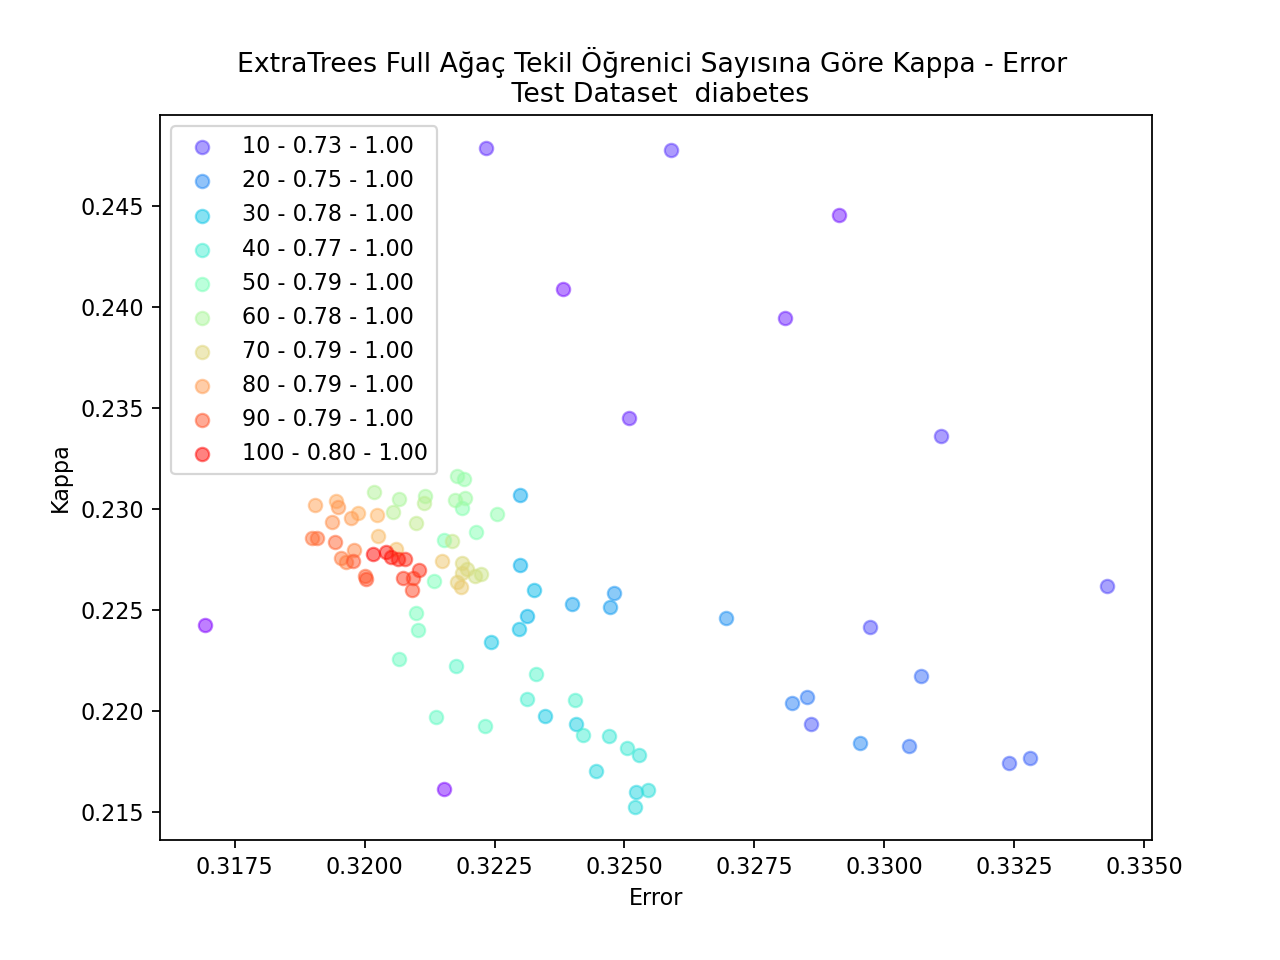 ExtraTrees Full Ağaç Tekil Öğrenici Sayısına Göre Kappa - Error
Test Dataset  diabetes
10 - 0.73 - 1.00
20 - 0.75 - 1.00
30 - 0.78 - 1.00
40 - 0.77 - 1.00
50 - 0.79 - 1.00
60 - 0.78 - 1.00
70 - 0.79 - 1.00
80 - 0.79 - 1.00
90 - 0.79 - 1.00
100 - 0.80 - 1.00
0.245
0.240
0.235
0.230
0.225
0.220
0.215
Kappa
0.3175 0.3200 0.3225 0.3250 0.3275 0.3300 0.3325 0.3350
Error